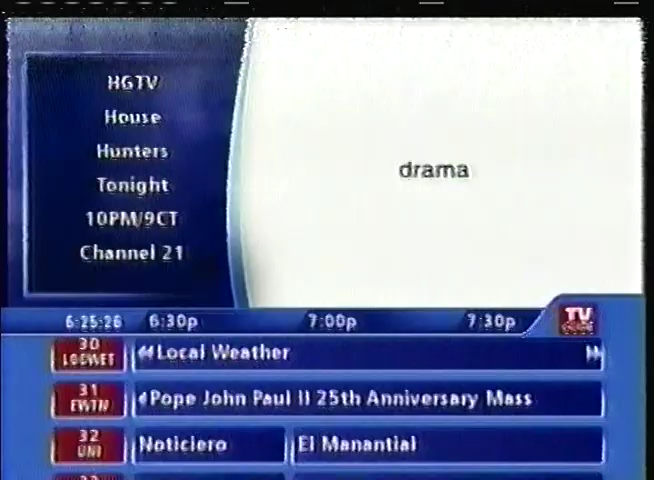 HGTV
House
Hunters
Tonight
10PM/9CT
Channel 21
drama
6:25:26 6:30p 7:00p 7:30p
TV
GUIDE
30
LOCWET
Local Weather
31
EWTN
Pope John Paul II 25th Anniversary Mass
32
UNI
Noticiero
El Manantial